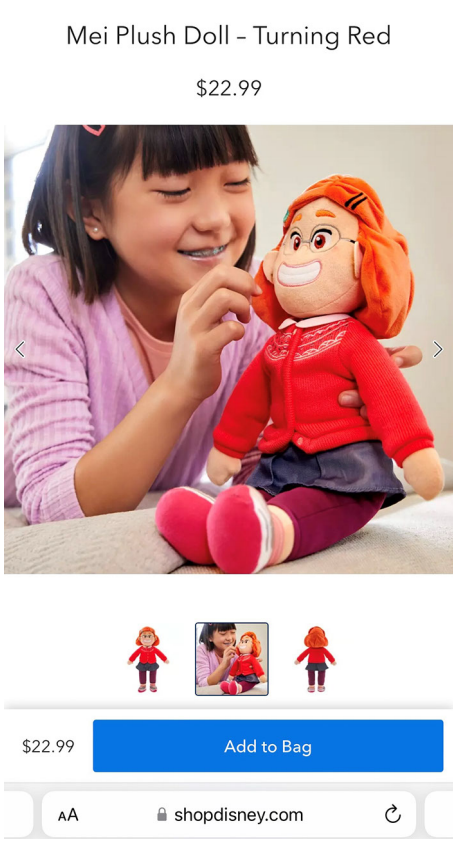 Mei Plush Doll – Turning Red
$22.99
$22.99
Add to Bag
AA
shopdisney.com